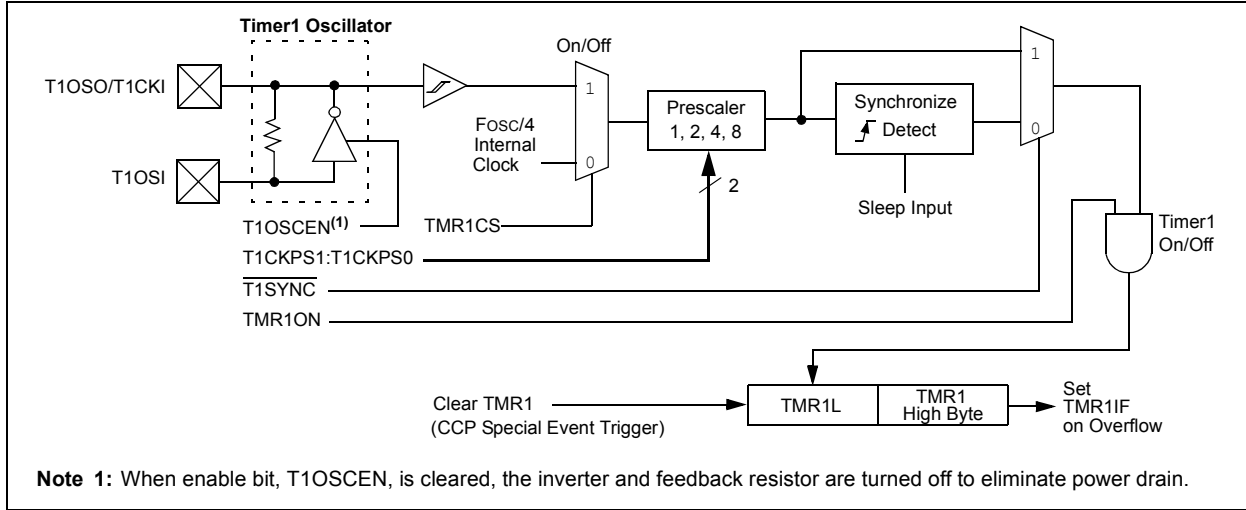 Timer1 Oscillator
On/Off
T1OSO/T1CKI
1
1
Prescaler
1, 2, 4, 8
Synchronize
Detect
FOSC/4
Internal
Clock
0
0
T1OSI
2
Sleep Input
T1OSCEN(1)
TMR1CS
Timer1
On/Off
T1CKPS1:T1CKPS0
T1SYNC
TMR1ON
Clear TMR1
(CCP Special Event Trigger)
TMR1L
TMR1
High Byte
Set
TMR1IF
on Overflow
Note 1: When enable bit, T1OSCEN, is cleared, the inverter and feedback resistor are turned off to eliminate power drain.